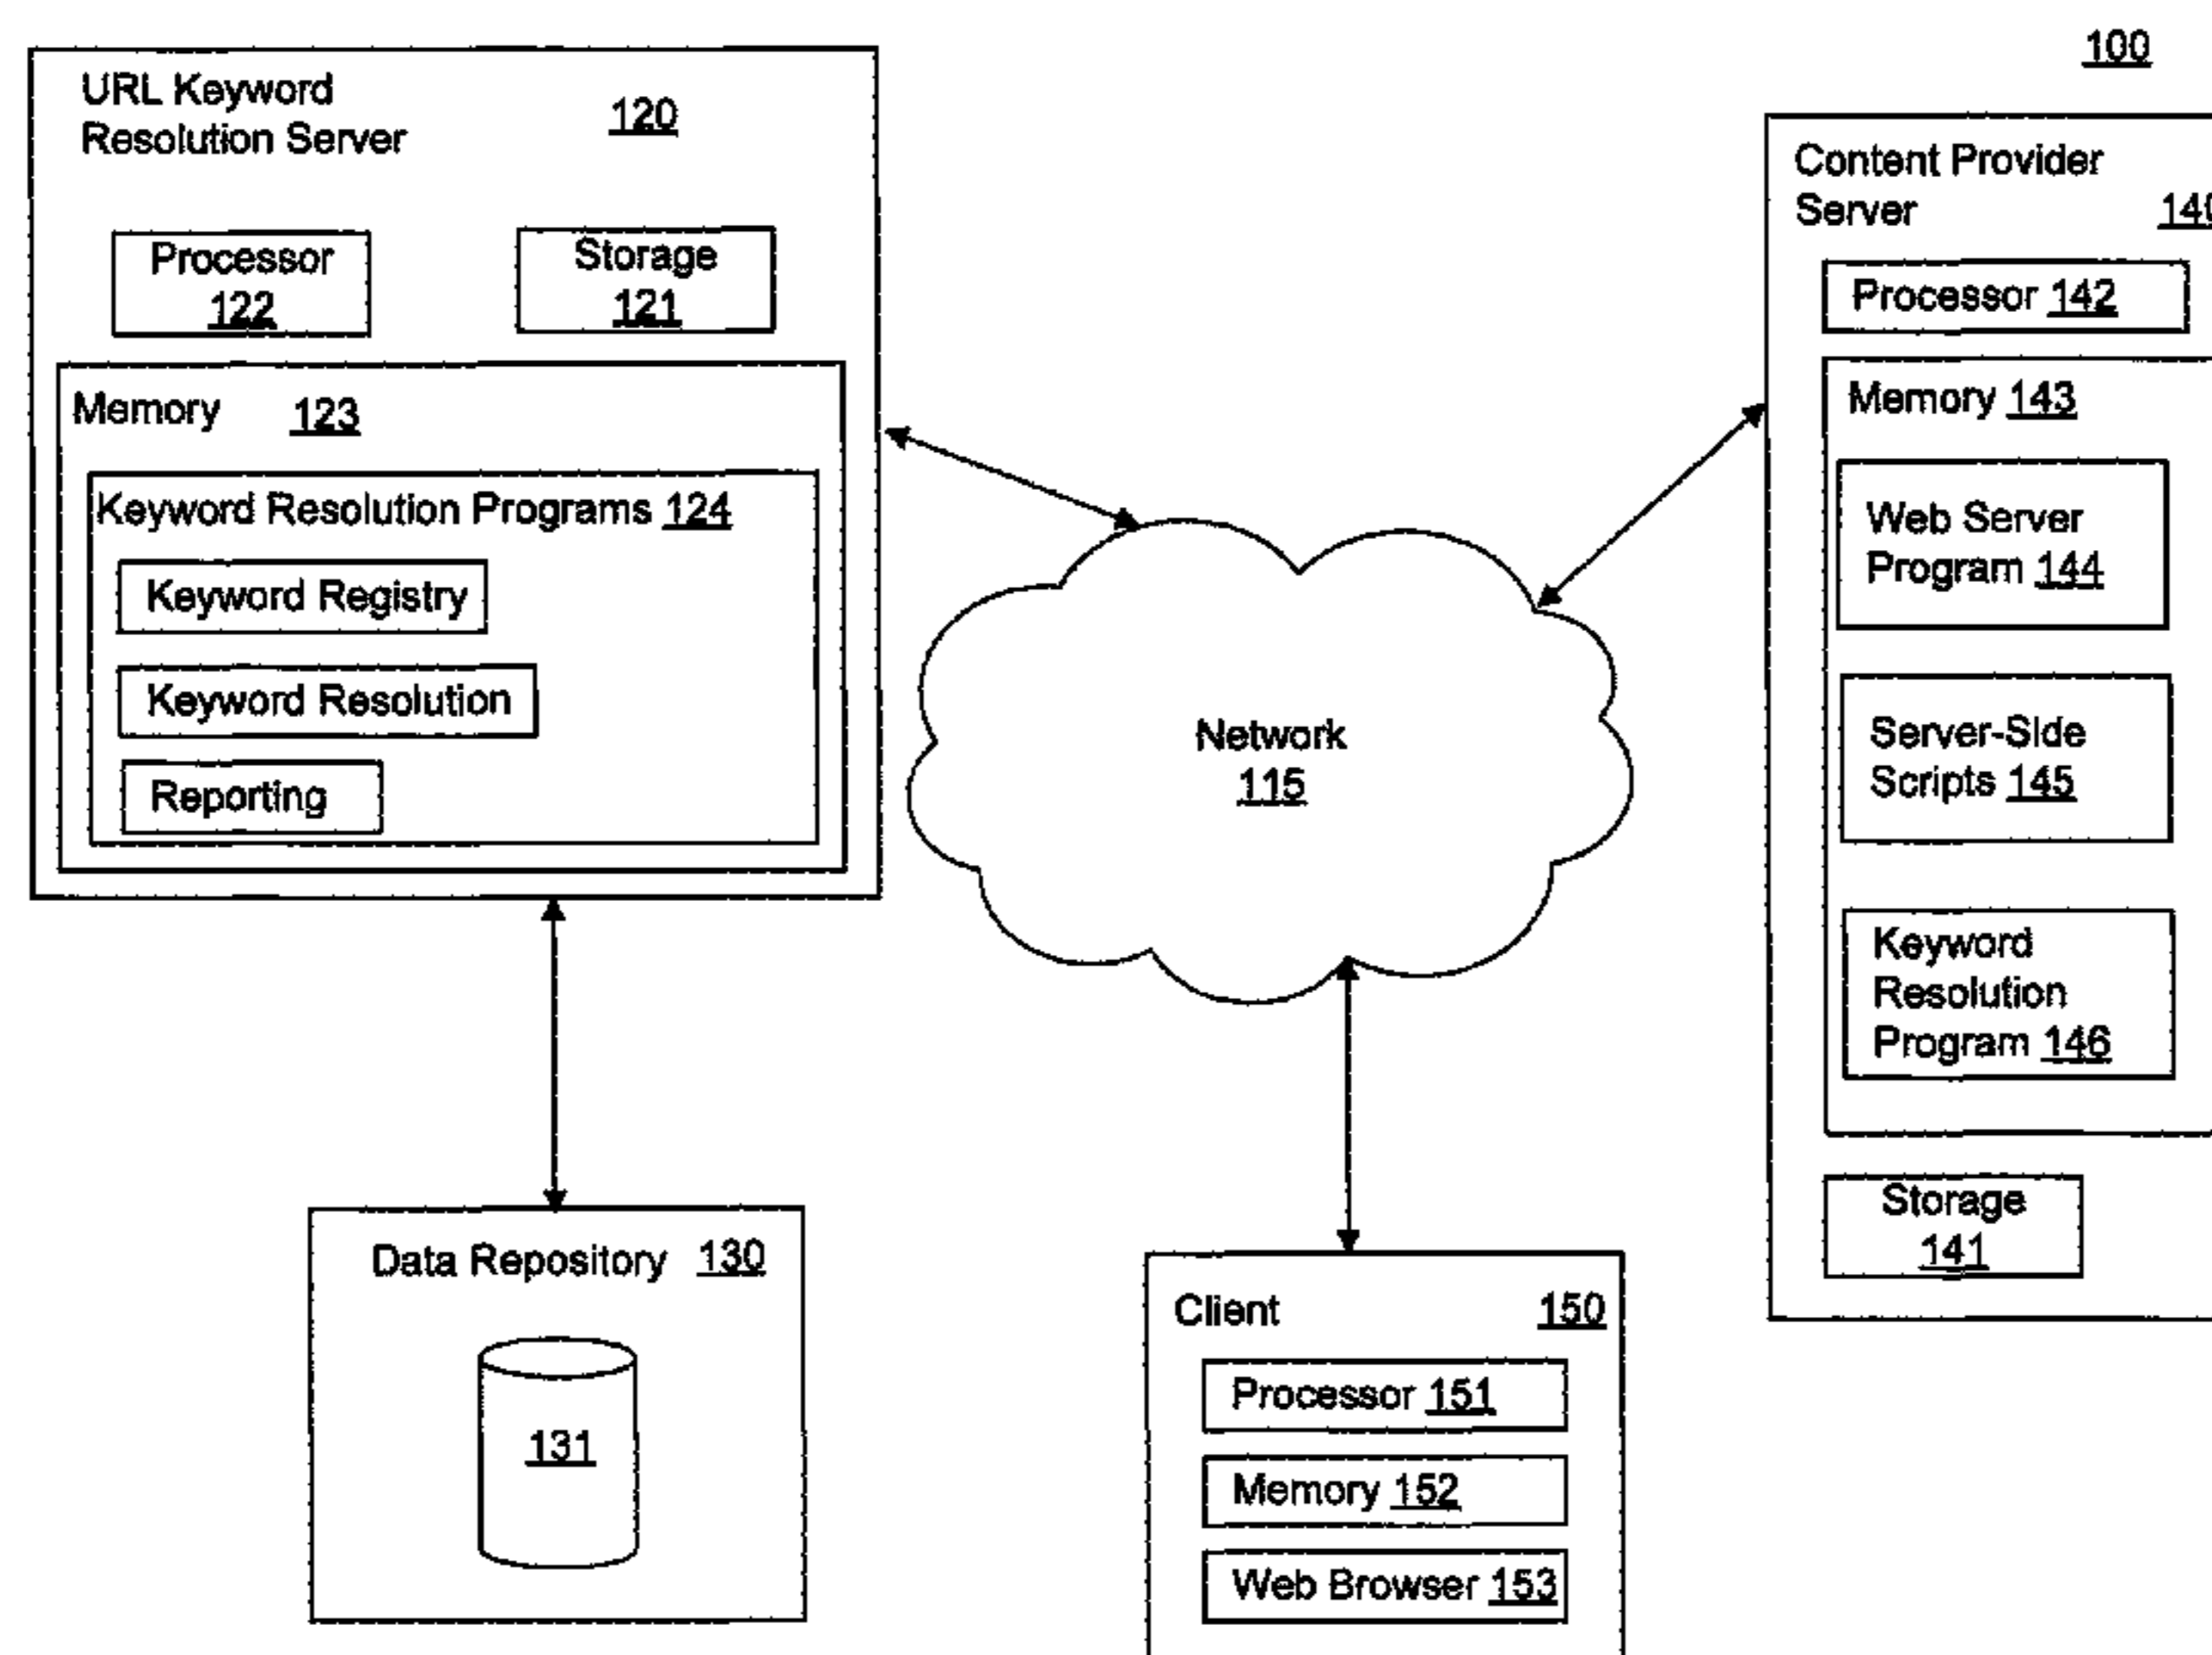 100
URL Keyword
Resolution Server
120
Processor
122
Storage
121
Memory 123
Keyword Resolution Programs 124
Keyword Registry
Keyword Resolution
Reporting
Network
115
Content Provider
Server
140
Processor 142
Memory 143
Web Server
Program 144
Server-Side
Scripts 145
Keyword
Resolution
Program 146
Storage
141
Data Repository 130
131
Client 150
Processor 151
Memory 152
Web Browser 153